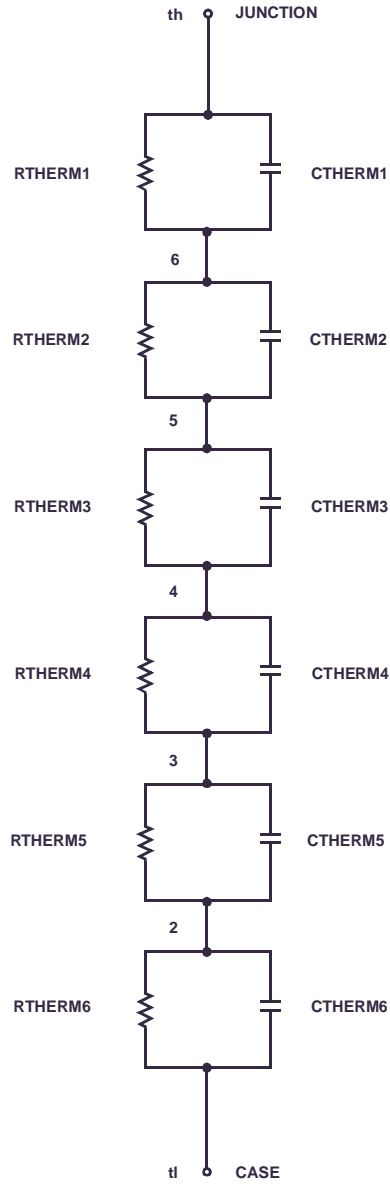 th JUNCTION
RTHERM1 CTHERM1
6
RTHERM2 CTHERM2
5
RTHERM3 CTHERM3
4
RTHERM4 CTHERM4
3
RTHERM5 CTHERM5
2
RTHERM6 CTHERM6
tl CASE